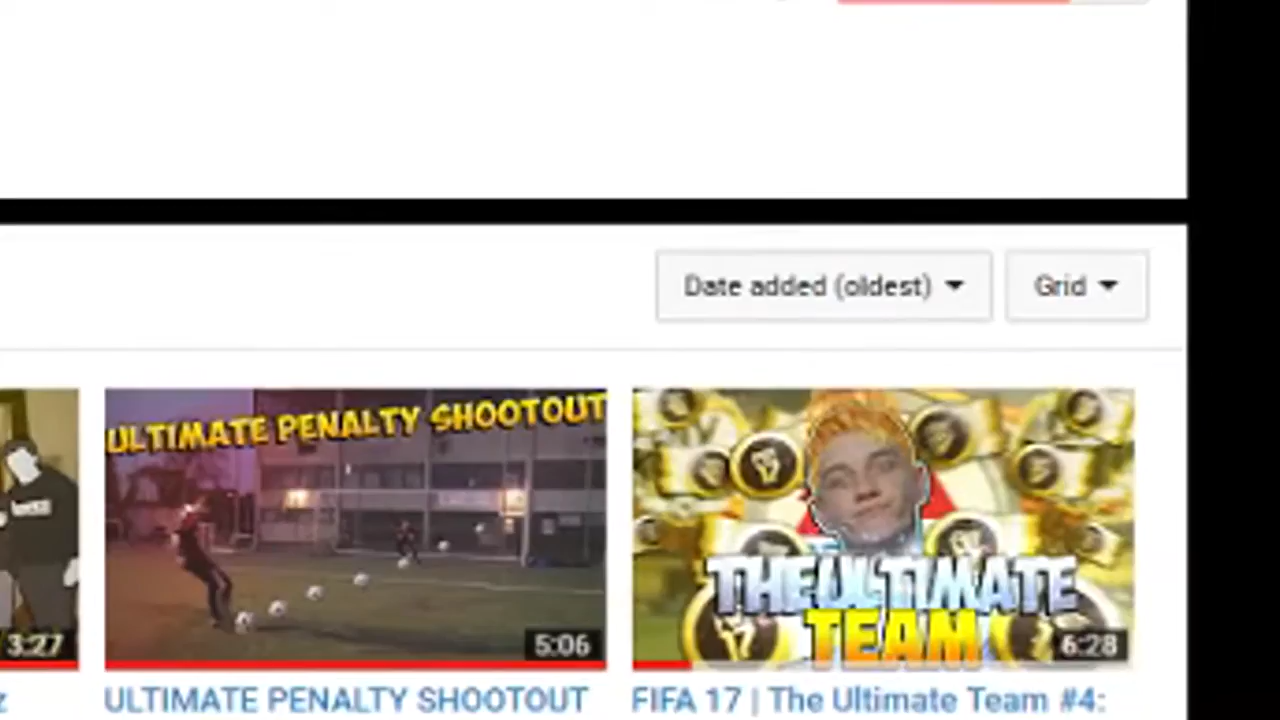 Date added (oldest) Grid
ULTIMATE PENALTY SHOOTOUT
THE ULTIMATE
TEAM
17
3:27 5:06 6:28
z ULTIMATE PENALTY SHOOTOUT FIFA 17 | The Ultimate Team #4: